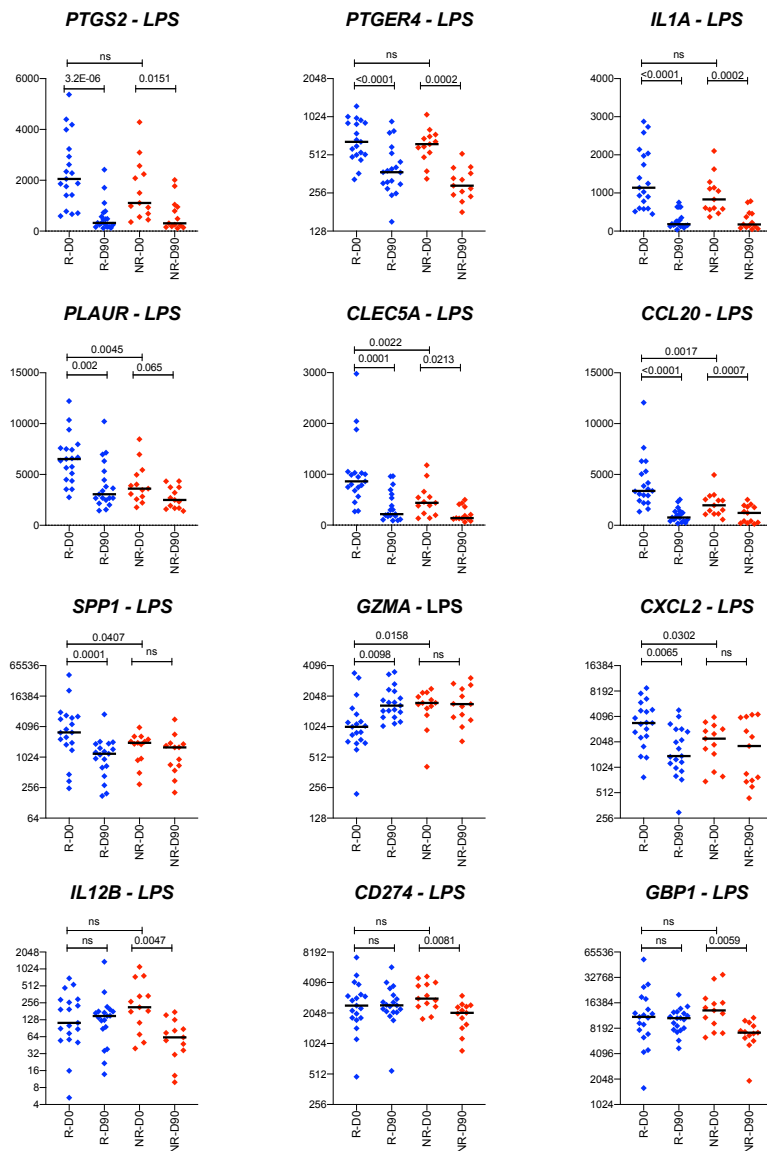 PTGS2 - LPS
PTGER4 - LPS
IL1A - LPS
ns
ns
ns
3.2E-06
0.0151
<0.0001
0.0002
<0.0001
0.0002
6000
4000
2000
0
2048
1024
512
256
128
4000
3000
2000
1000
0
R-D0
R-D90
NR-D0
NR-D90
R-D0
R-D90
NR-D0
NR-D90
R-D0
R-D90
NR-D0
NR-D90
PLAUR - LPS
CLEC5A - LPS
CCL20 - LPS
0.0045
0.0022
0.0017
0.002
0.065
0.0001
0.0213
<0.0001
0.0007
15000
10000
5000
0
3000
2000
1000
0
15000
10000
5000
0
R-D0
R-D90
NR-D0
NR-D90
R-D0
R-D90
NR-D0
NR-D90
R-D0
R-D90
NR-D0
NR-D90
SPP1 - LPS
GZMA - LPS
CXCL2 - LPS
0.0407
0.0158
0.0302
0.0001
ns
0.0098
ns
0.0065
ns
65536
16384
4096
1024
256
64
4096
2048
1024
512
256
128
16384
8192
4096
2048
1024
512
256
R-D0
R-D90
NR-D0
NR-D90
R-D0
R-D90
NR-D0
NR-D90
R-D0
R-D90
NR-D0
NR-D90
IL12B - LPS
CD274 - LPS
GBP1 - LPS
ns
ns
ns
ns
0.0047
ns
0.0081
ns
0.0059
2048
1024
512
256
128
64
32
16
8
4
8192
4096
2048
1024
512
256
65536
32768
16384
8192
4096
2048
1024
R-D0
R-D90
NR-D0
NR-D90
R-D0
R-D90
NR-D0
NR-D90
R-D0
R-D90
NR-D0
NR-D90